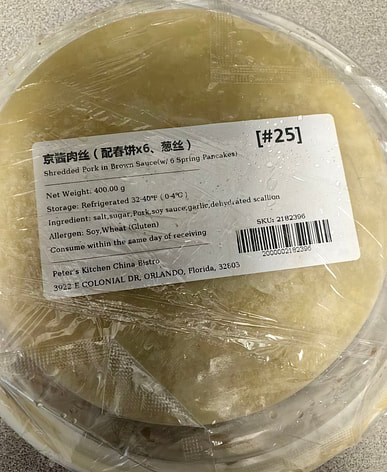 京酱肉丝（配春饼x6、葱丝）
[#25]
Shredded Pork in Brown Sauce(w/ 6 Spring Pancakes)
Net Weight: 400.00 g
Storage: Refrigerated 32-40°F ( 0-4°C )
Ingredient: salt,sugar,Pork,soy sauce,garlic,dehydrated scallion
Allergen: Soy,Wheat (Gluten)
Consume within the same day of receiving
SKU: 2182396
2000002182396
Peter's Kitchen China Bistro
3922 E COLONIAL DR, ORLANDO, Florida, 32803